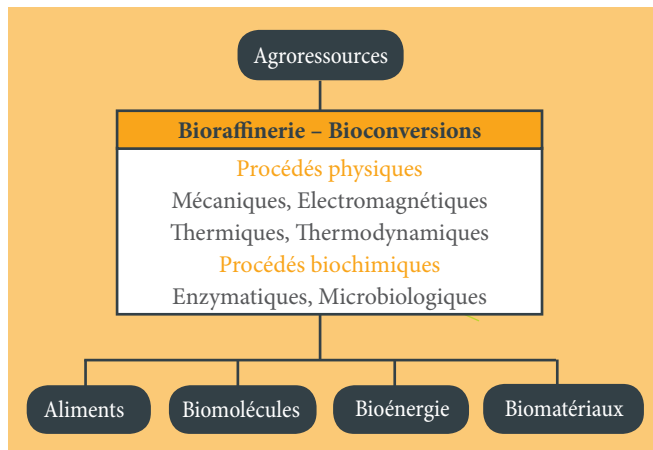 Agroressources
Bioraffinerie – Bioconversions
Procédés physiques
Mécaniques, Electromagnétiques
Thermiques, Thermodynamiques
Procédés biochimiques
Enzymatiques, Microbiologiques
Aliments
Biomolécules
Bioénergie
Biomatériaux